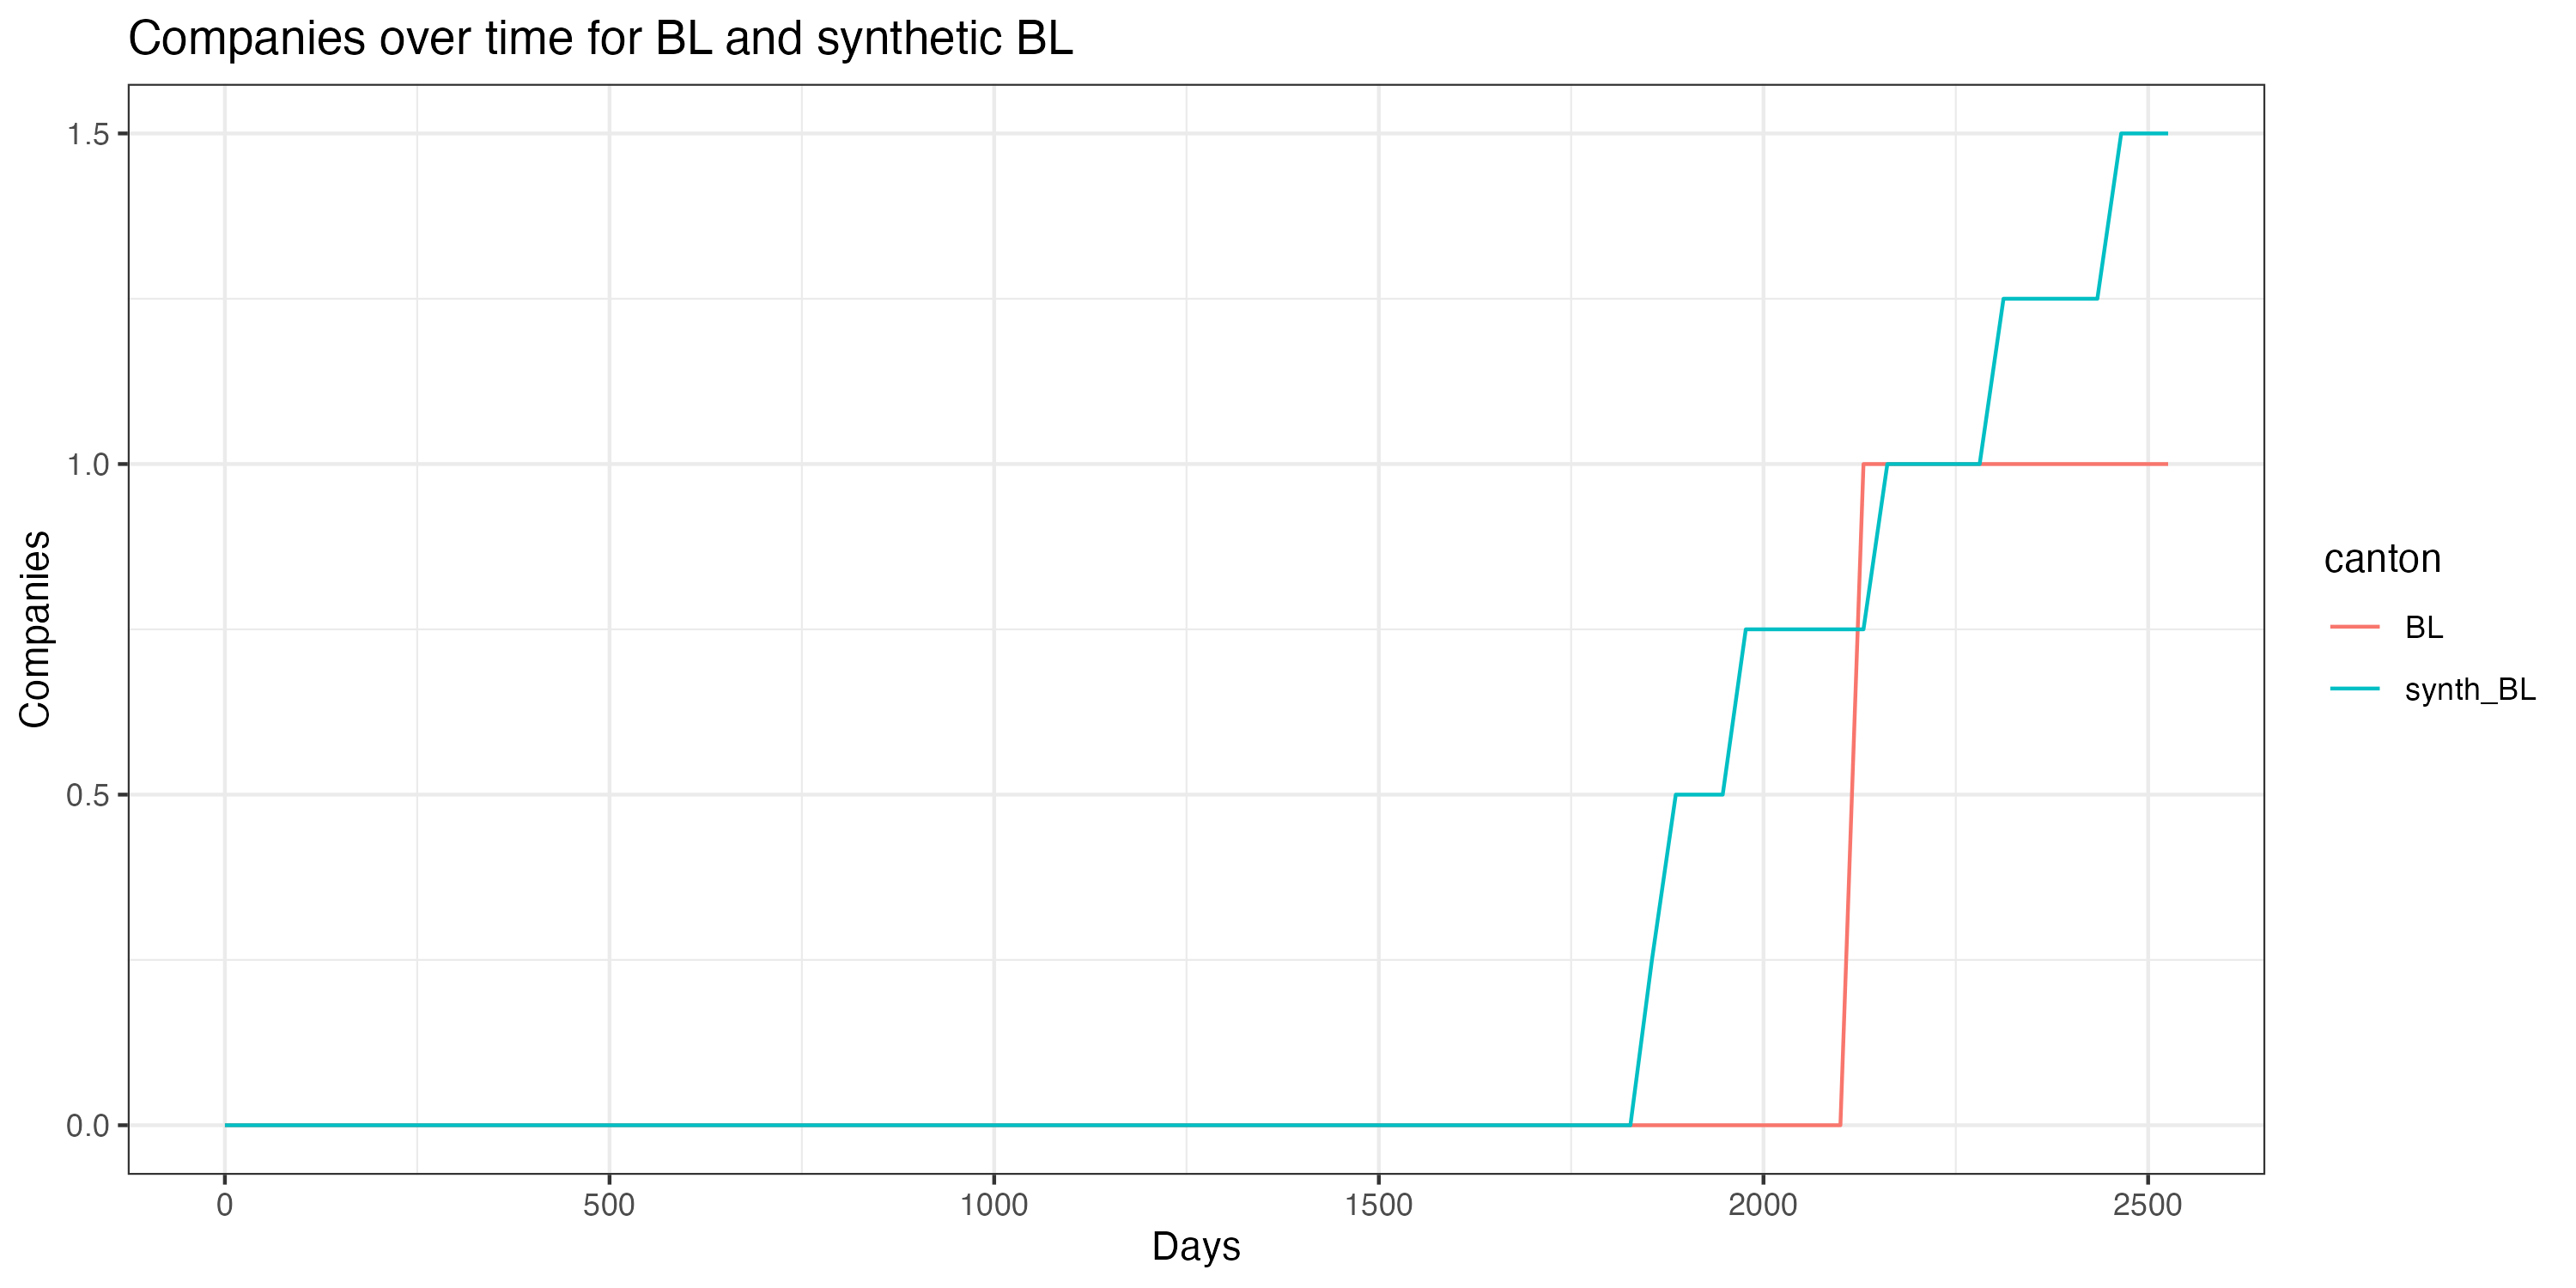 Companies over time for BL and synthetic BL
1.5
1.0
0.5
0.0
Companies
0 500 1000 1500 2000 2500
Days
canton
BL
synth_BL